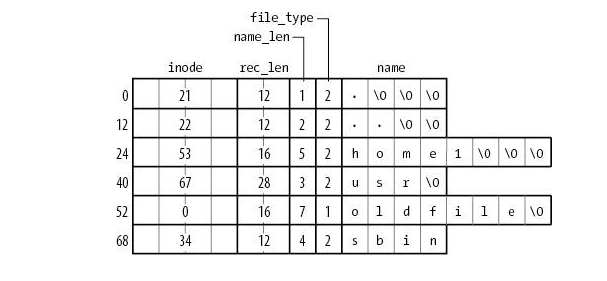 file_type
name_len
inode rec_len name
0 21 12 1 2 . \0 \0 \0
12 22 12 2 2 . . \0 \0
24 53 16 5 2 h o m e 1 \0 \0 \0
40 67 28 3 2 u s r \0
52 0 16 7 1 o l d f i l e \0
68 34 12 4 2 s b i n